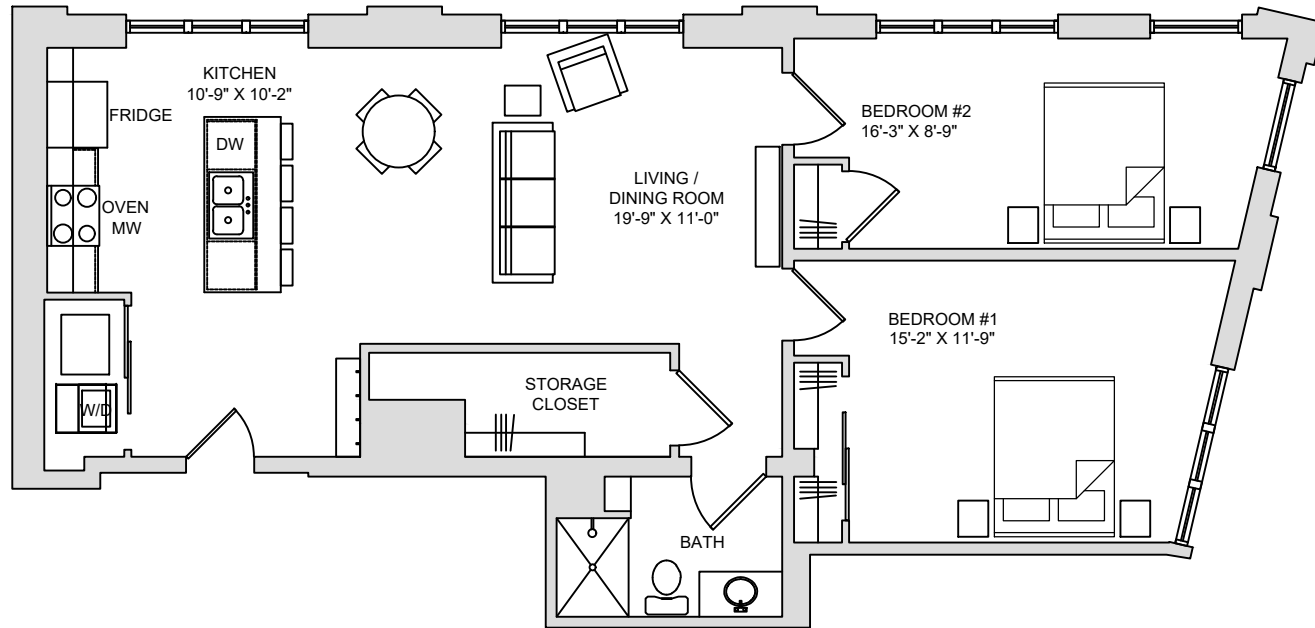 KITCHEN
10'-9" X 10'-2"
FRIDGE
DW
OVEN
MW
LIVING /
DINING ROOM
19'-9" X 11'-0"
BEDROOM #2
16'-3" X 8'-9"
BEDROOM #1
15'-2" X 11'-9"
STORAGE
CLOSET
W/D
BATH